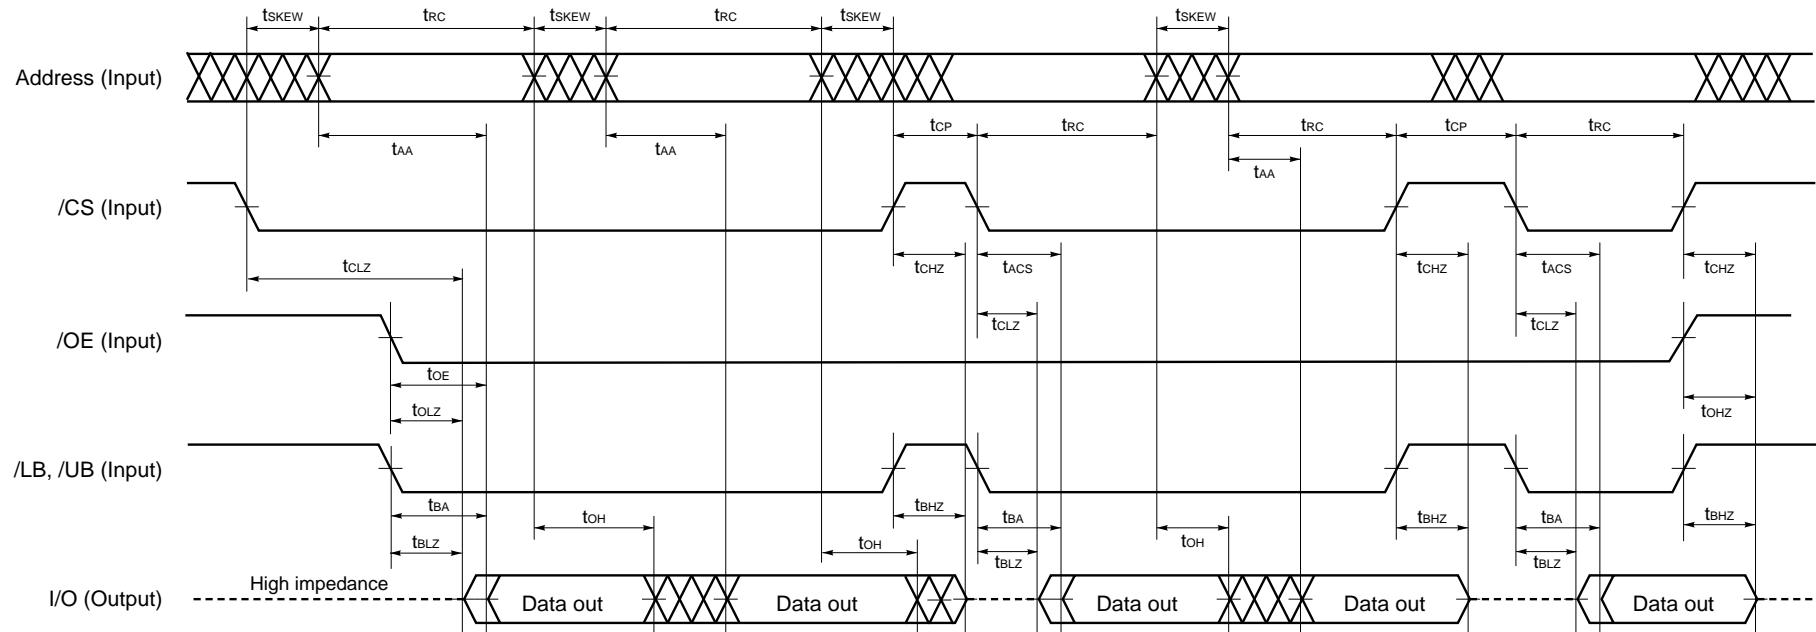 tSKEW tRC tSKEW tRC tSKEW tSKEW
Address (Input)
tCP tRC tRC tCP tRC
tAA tAA
tAA
/CS (Input)
tCLZ tCHZ tACS tCHZ tACS tCHZ
tCLZ tCLZ
/OE (Input)
tOE
tOLZ tOHZ
/LB, /UB (Input)
tBA tBHZ tBHZ tBHZ
tOH tBA tOH tBA
tBLZ tOH tBLZ tBLZ
High impedance
I/O (Output) Data out Data out Data out Data out Data out